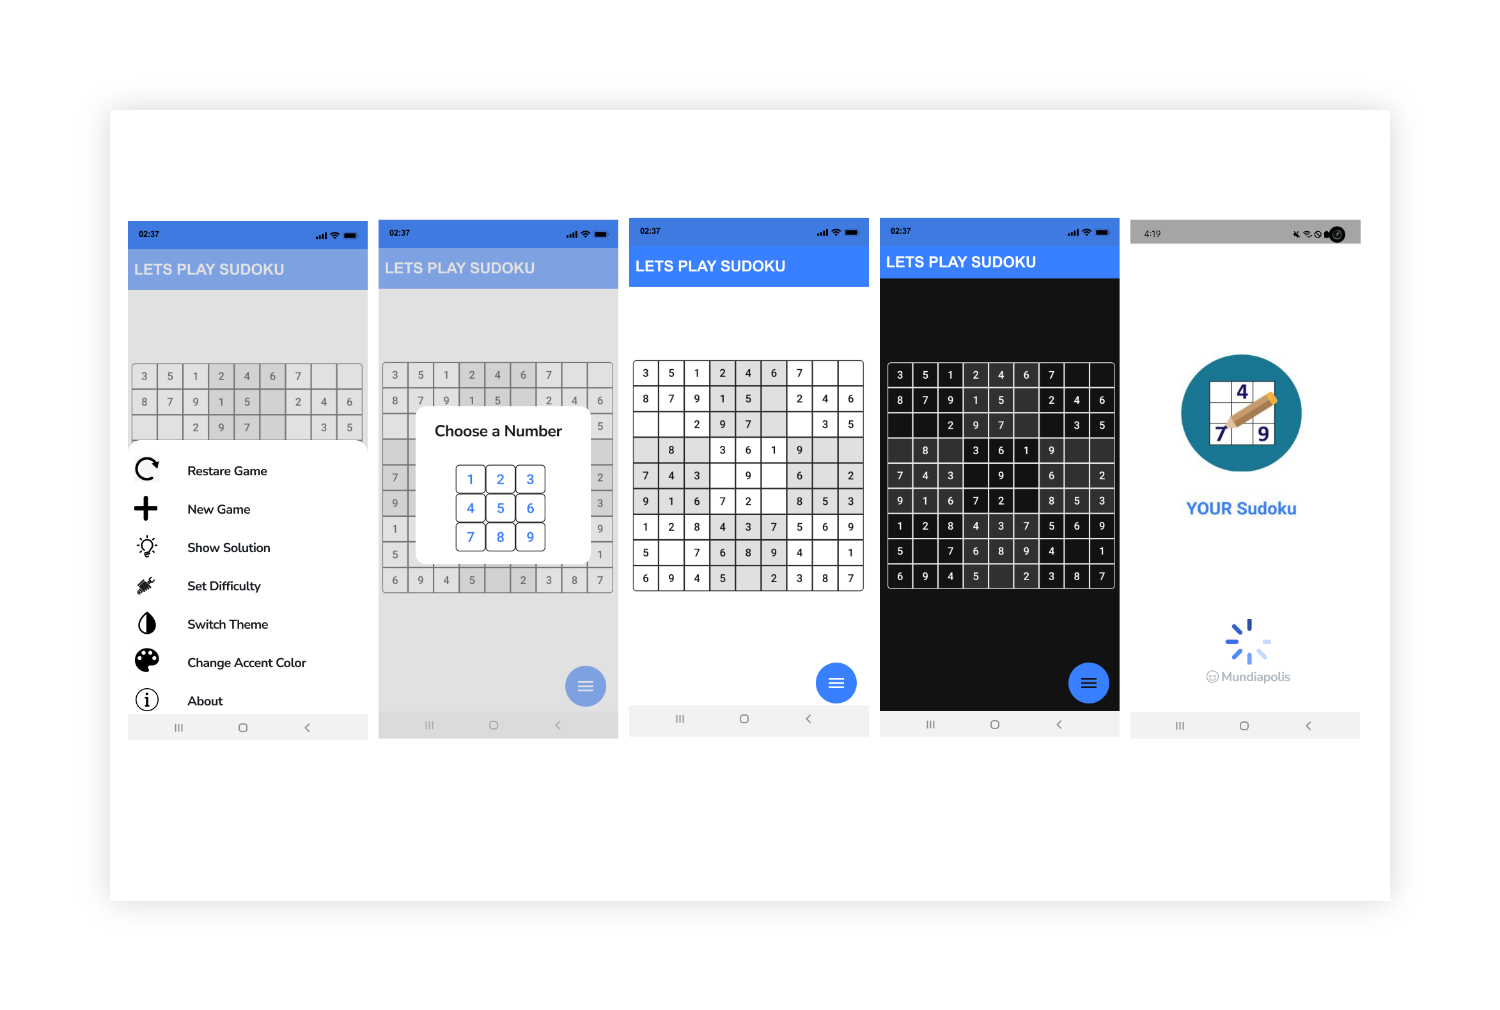 02:37
LETS PLAY SUDOKU
3 5 1 2 4 6 7
8 7 9 1 5 2 4 6
2 9 7 3 5
Restare Game
New Game
Show Solution
Set Difficulty
Switch Theme
Change Accent Color
About
02:37
LETS PLAY SUDOKU
3 5 1 2 4 6 7
8 7 9 1 5 2 4 6
5
7 2
9 3
1 9
5 1
6 9 4 5 2 3 8 7
Choose a Number
1 2 3
4 5 6
7 8 9
02:37
LETS PLAY SUDOKU
3 5 1 2 4 6 7
8 7 9 1 5 2 4 6
2 9 7 3 5
8 3 6 1 9
7 4 3 9 6 2
9 1 6 7 2 8 5 3
1 2 8 4 3 7 5 6 9
5 7 6 8 9 4 1
6 9 4 5 2 3 8 7
02:37
LETS PLAY SUDOKU
3 5 1 2 4 6 7
8 7 9 1 5 2 4 6
2 9 7 3 5
8 3 6 1 9
7 4 3 9 6 2
9 1 6 7 2 8 5 3
1 2 8 4 3 7 5 6 9
5 7 6 8 9 4 1
6 9 4 5 2 3 8 7
4:19
4
7 9
YOUR Sudoku
Mundiapolis